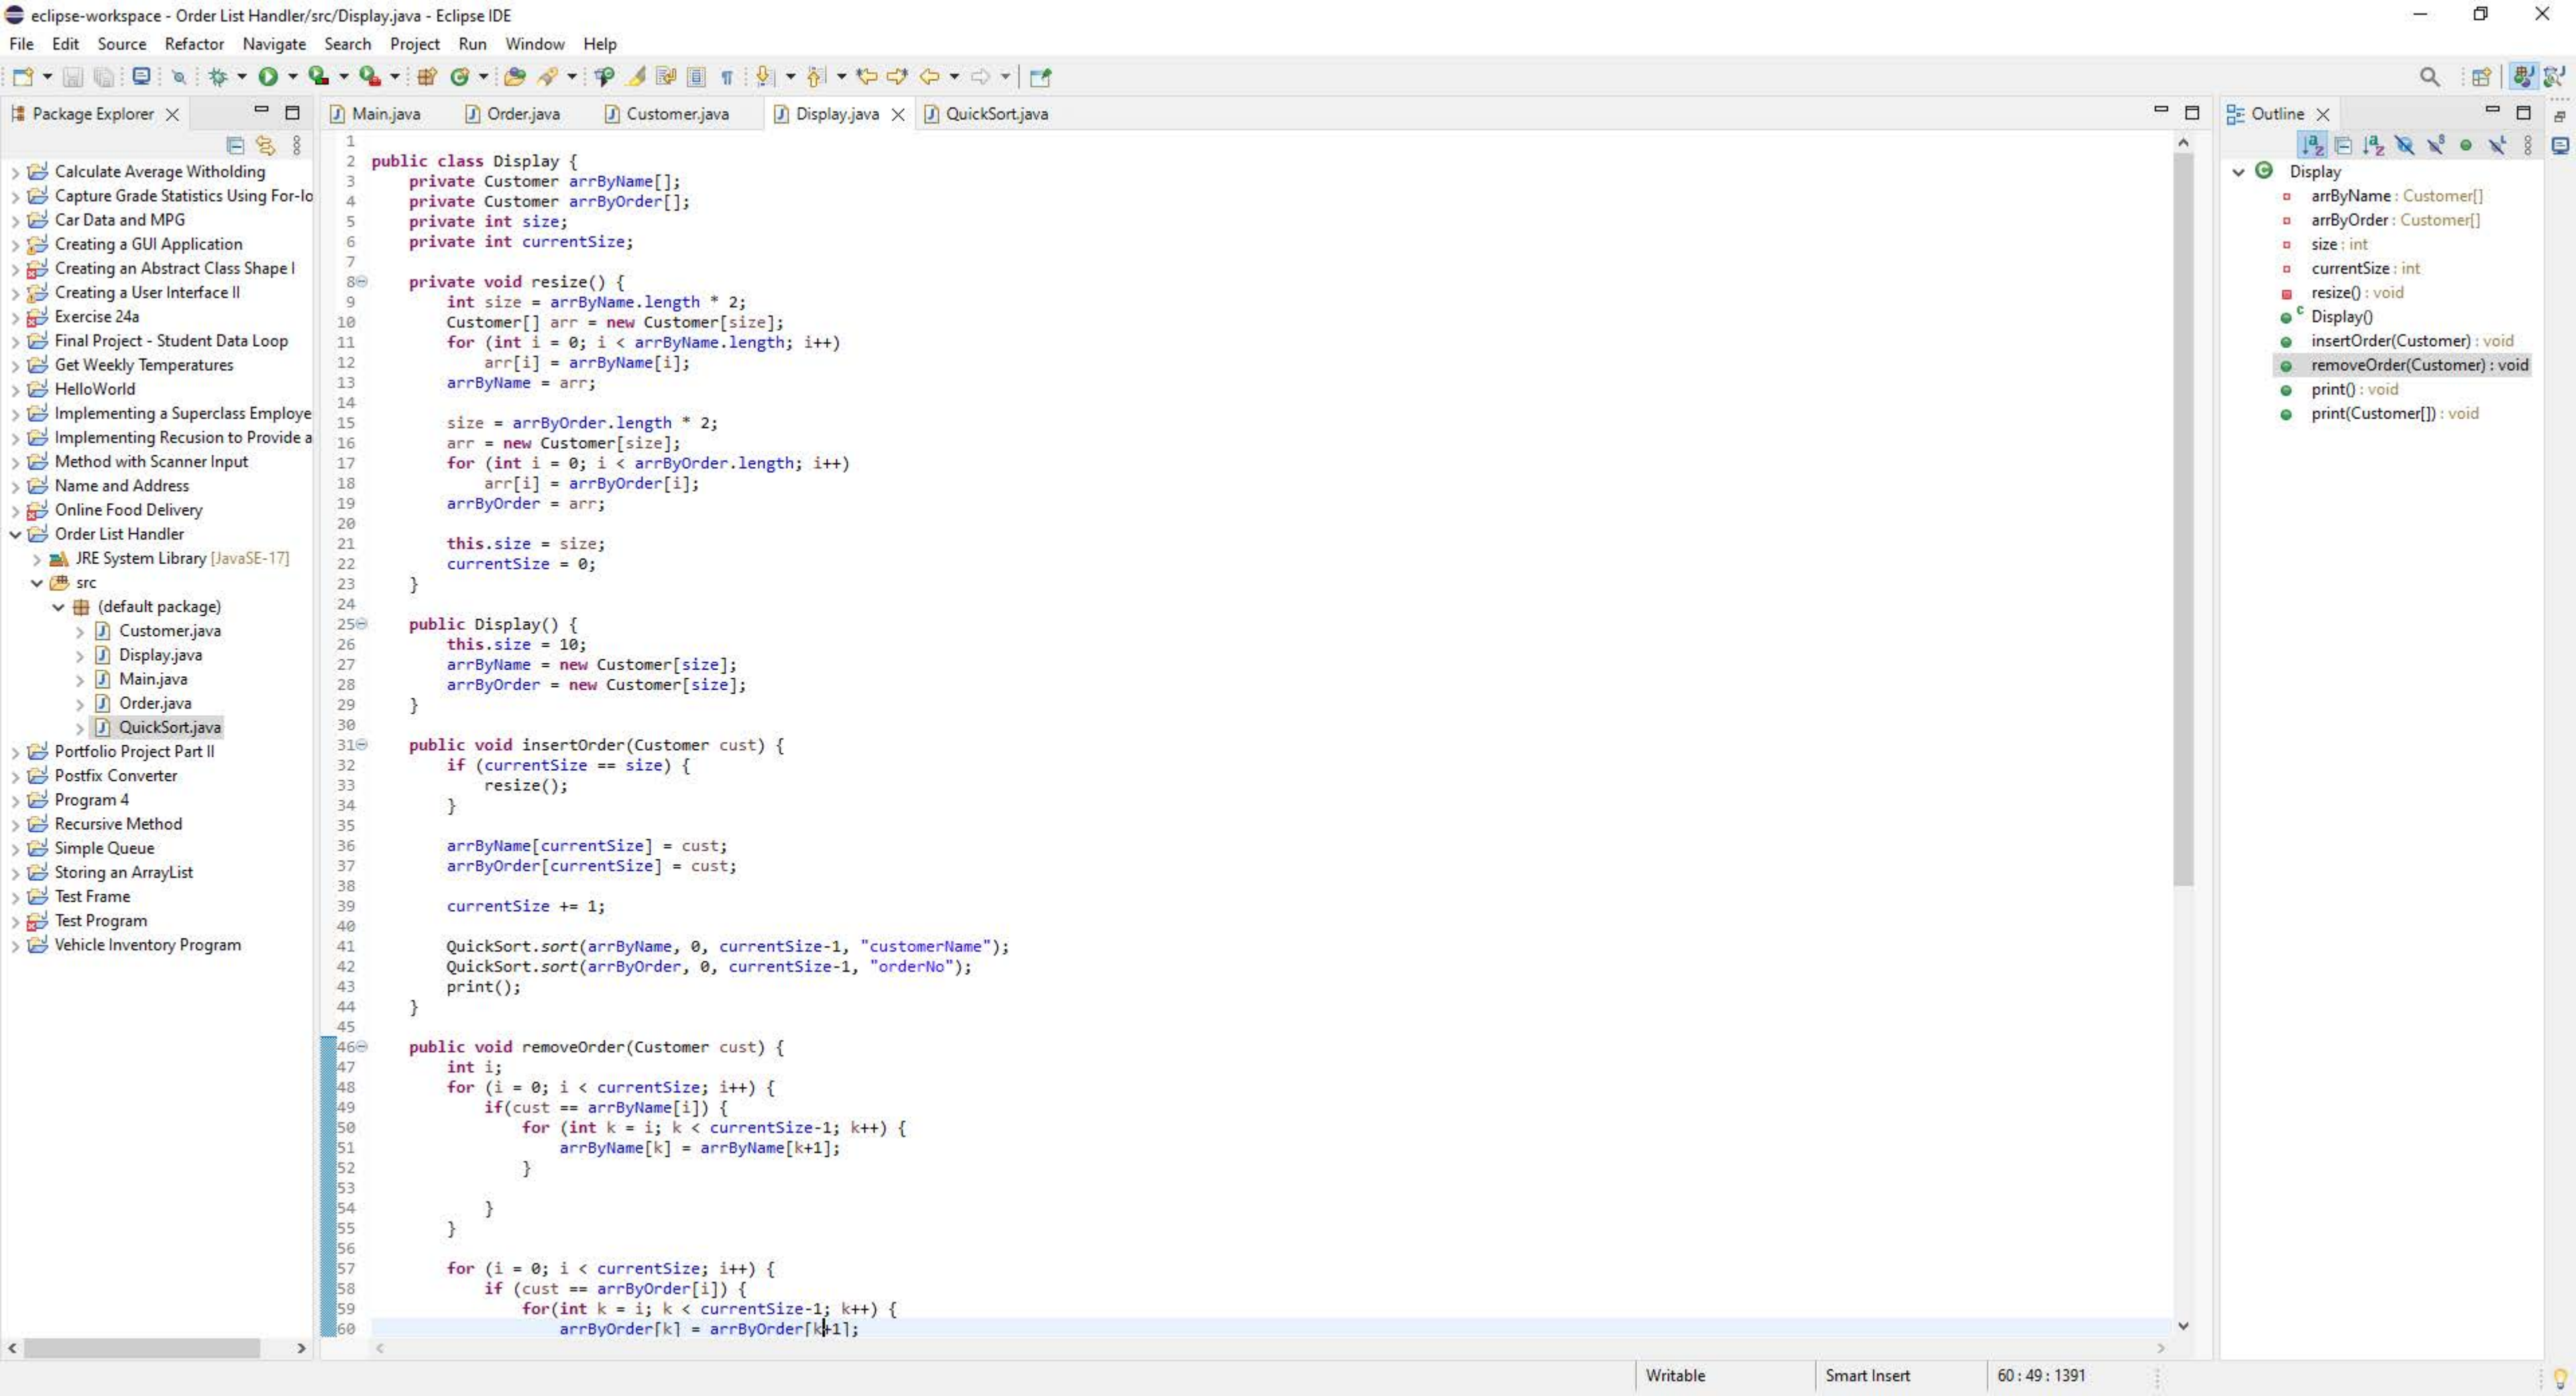 eclipse-workspace - Order List Handler/src/Display.java - Eclipse IDE
File Edit Source Refactor Navigate Search Project Run Window Help
Package Explorer
Calculate Average Witholding
Capture Grade Statistics Using For-lo
Car Data and MPG
Creating a GUI Application
Creating an Abstract Class Shape I
Creating a User Interface II
Exercise 24a
Final Project - Student Data Loop
Get Weekly Temperatures
HelloWorld
Implementing a Superclass Employe
Implementing Recusion to Provide a
Method with Scanner Input
Name and Address
Online Food Delivery
Order List Handler
JRE System Library [JavaSE-17]
src
(default package)
Customer.java
Display.java
Main.java
Order.java
QuickSort.java
Portfolio Project Part II
Postfix Converter
Program 4
Recursive Method
Simple Queue
Storing an ArrayList
Test Frame
Test Program
Vehicle Inventory Program
Main.java Order.java Customer.java Display.java QuickSort.java
1
2 public class Display {
3     private Customer arrByName[];
4     private Customer arrByOrder[];
5     private int size;
6     private int currentSize;
7
8     private void resize() {
9         int size = arrByName.length * 2;
10         Customer[] arr = new Customer[size];
11         for (int i = 0; i < arrByName.length; i++)
12             arr[i] = arrByName[i];
13         arrByName = arr;
14
15         size = arrByOrder.length * 2;
16         arr = new Customer[size];
17         for (int i = 0; i < arrByOrder.length; i++)
18             arr[i] = arrByOrder[i];
19         arrByOrder = arr;
20
21         this.size = size;
22         currentSize = 0;
23     }
24
25     public Display() {
26         this.size = 10;
27         arrByName = new Customer[size];
28         arrByOrder = new Customer[size];
29     }
30
31     public void insertOrder(Customer cust) {
32         if (currentSize == size) {
33             resize();
34         }
35
36         arrByName[currentSize] = cust;
37         arrByOrder[currentSize] = cust;
38
39         currentSize += 1;
40
41         QuickSort.sort(arrByName, 0, currentSize-1, "customerName");
42         QuickSort.sort(arrByOrder, 0, currentSize-1, "orderNo");
43         print();
44     }
45
46     public void removeOrder(Customer cust) {
47         int i;
48         for (i = 0; i < currentSize; i++) {
49             if(cust == arrByName[i]) {
50                 for (int k = i; k < currentSize-1; k++) {
51                     arrByName[k] = arrByName[k+1];
52                 }
53
54             }
55         }
56
57         for (i = 0; i < currentSize; i++) {
58             if (cust == arrByOrder[i]) {
59                 for(int k = i; k < currentSize-1; k++) {
60                     arrByOrder[k] = arrByOrder[k+1];
Outline
Display
arrByName : Customer[]
arrByOrder : Customer[]
size : int
currentSize : int
resize() : void
Display()
insertOrder(Customer) : void
removeOrder(Customer) : void
print() : void
print(Customer[]) : void
Writable Smart Insert 60 : 49 : 1391